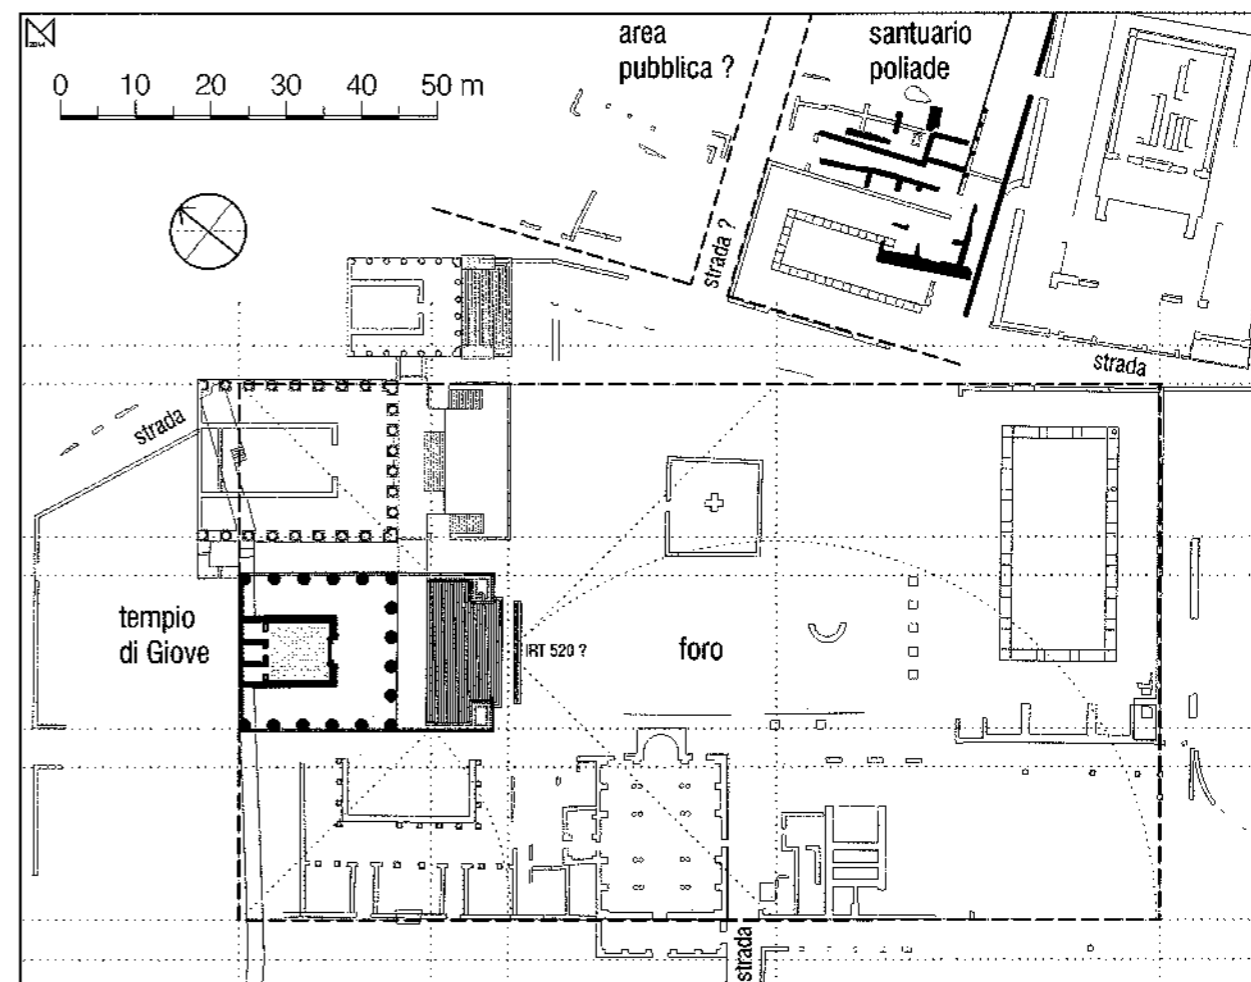 area
pubblica ?
santuario
poliade
0 10 20 30 40 50 m
strada ?
strada
strada
tempio
di Giove
IRT 520 ?
foro
strada